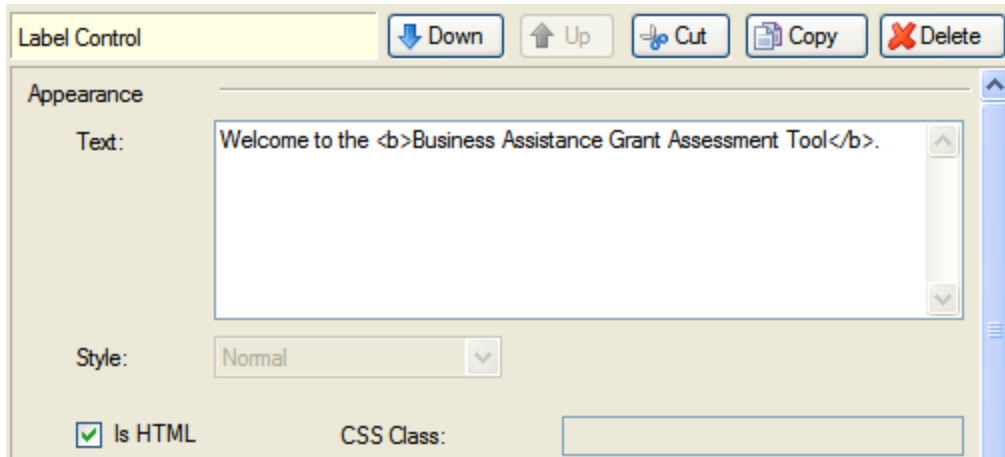 Label Control Down Up Cut Copy Delete
Appearance
Text: Welcome to the <b>Business Assistance Grant Assessment Tool</b>.
Style: Normal
Is HTML CSS Class: